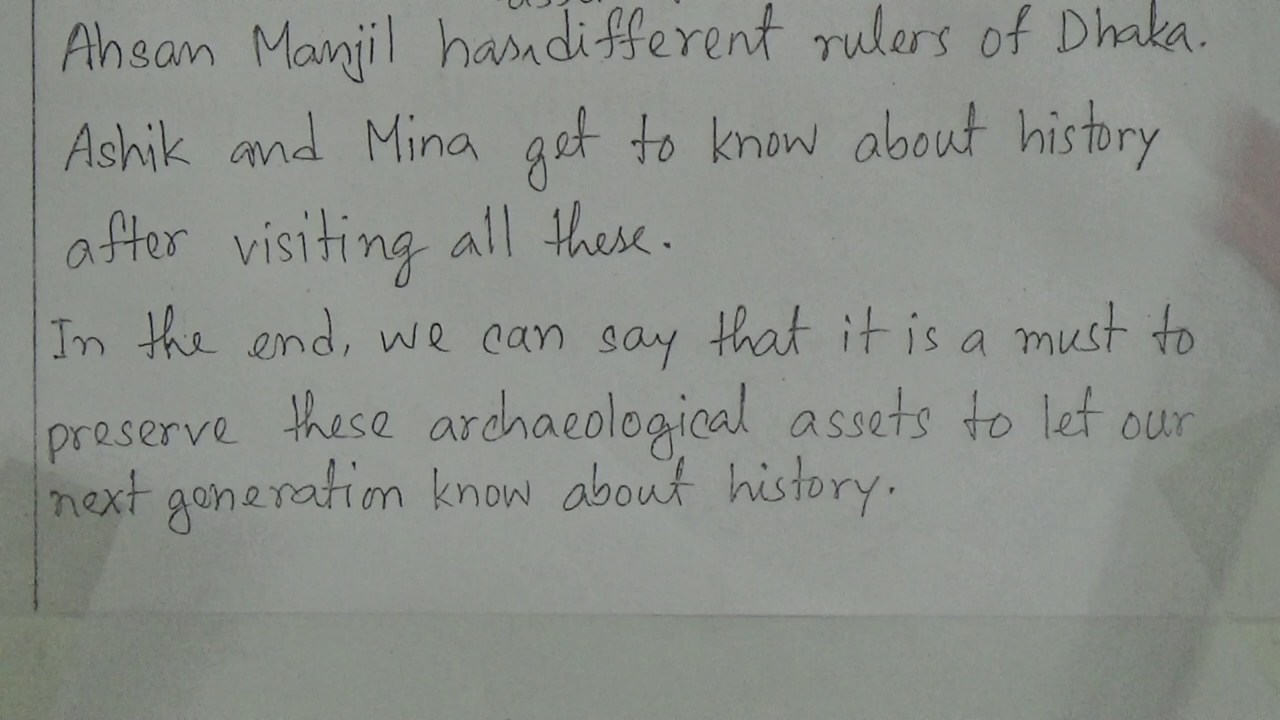 Ahsan Manjil has different rulers of Dhaka.
Ashik and Mina get to know about history
after visiting all these.
In the end, we can say that it is a must to
preserve these archaeological assets to let our
next generation know about history.